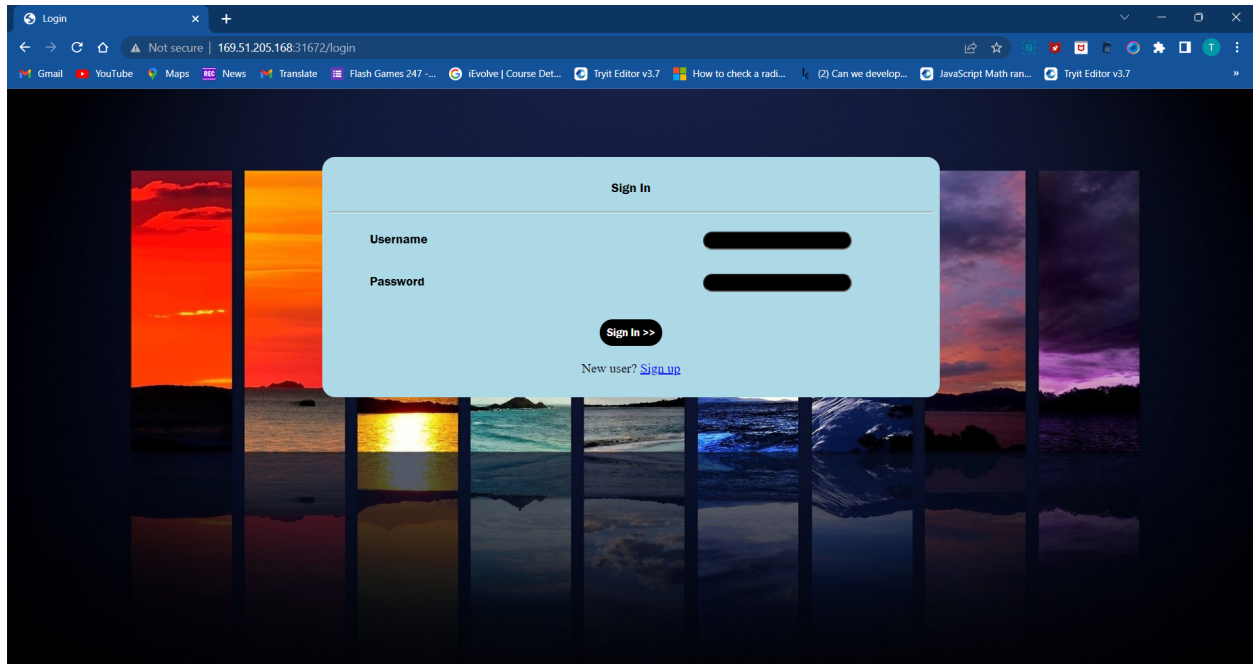 Login
Not secure | 169.51.205.168:31672/login
T
Gmail YouTube Maps REC News Translate Flash Games 247 -... iEvolve | Course Det... Tryit Editor v3.7 How to check a radi... (2) Can we develop... JavaScript Math ran... Tryit Editor v3.7 »
Sign In
Username
Password
Sign In >>
New user? Sign up